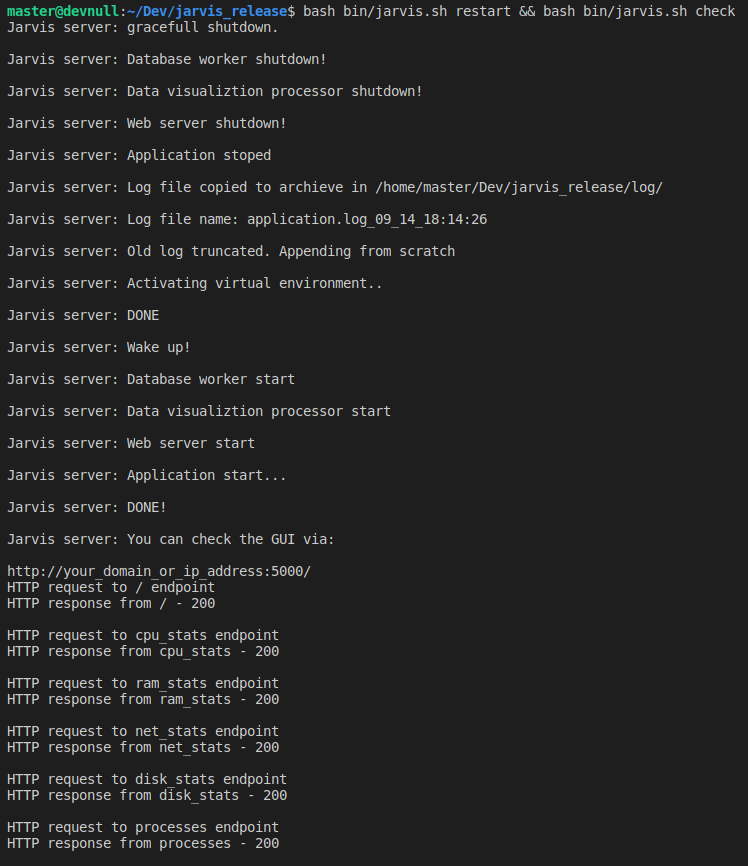 master@devnull:~/Dev/jarvis_release$ bash bin/jarvis.sh restart && bash bin/jarvis.sh check
Jarvis server: gracefull shutdown.
Jarvis server: Database worker shutdown!
Jarvis server: Data visualiztion processor shutdown!
Jarvis server: Web server shutdown!
Jarvis server: Application stoped
Jarvis server: Log file copied to archieve in /home/master/Dev/jarvis_release/log/
Jarvis server: Log file name: application.log_09_14_18:14:26
Jarvis server: Old log truncated. Appending from scratch
Jarvis server: Activating virtual environment..
Jarvis server: DONE
Jarvis server: Wake up!
Jarvis server: Database worker start
Jarvis server: Data visualiztion processor start
Jarvis server: Web server start
Jarvis server: Application start...
Jarvis server: DONE!
Jarvis server: You can check the GUI via:
http://your_domain_or_ip_address:5000/
HTTP request to / endpoint
HTTP response from / - 200
HTTP request to cpu_stats endpoint
HTTP response from cpu_stats - 200
HTTP request to ram_stats endpoint
HTTP response from ram_stats - 200
HTTP request to net_stats endpoint
HTTP response from net_stats - 200
HTTP request to disk_stats endpoint
HTTP response from disk_stats - 200
HTTP request to processes endpoint
HTTP response from processes - 200